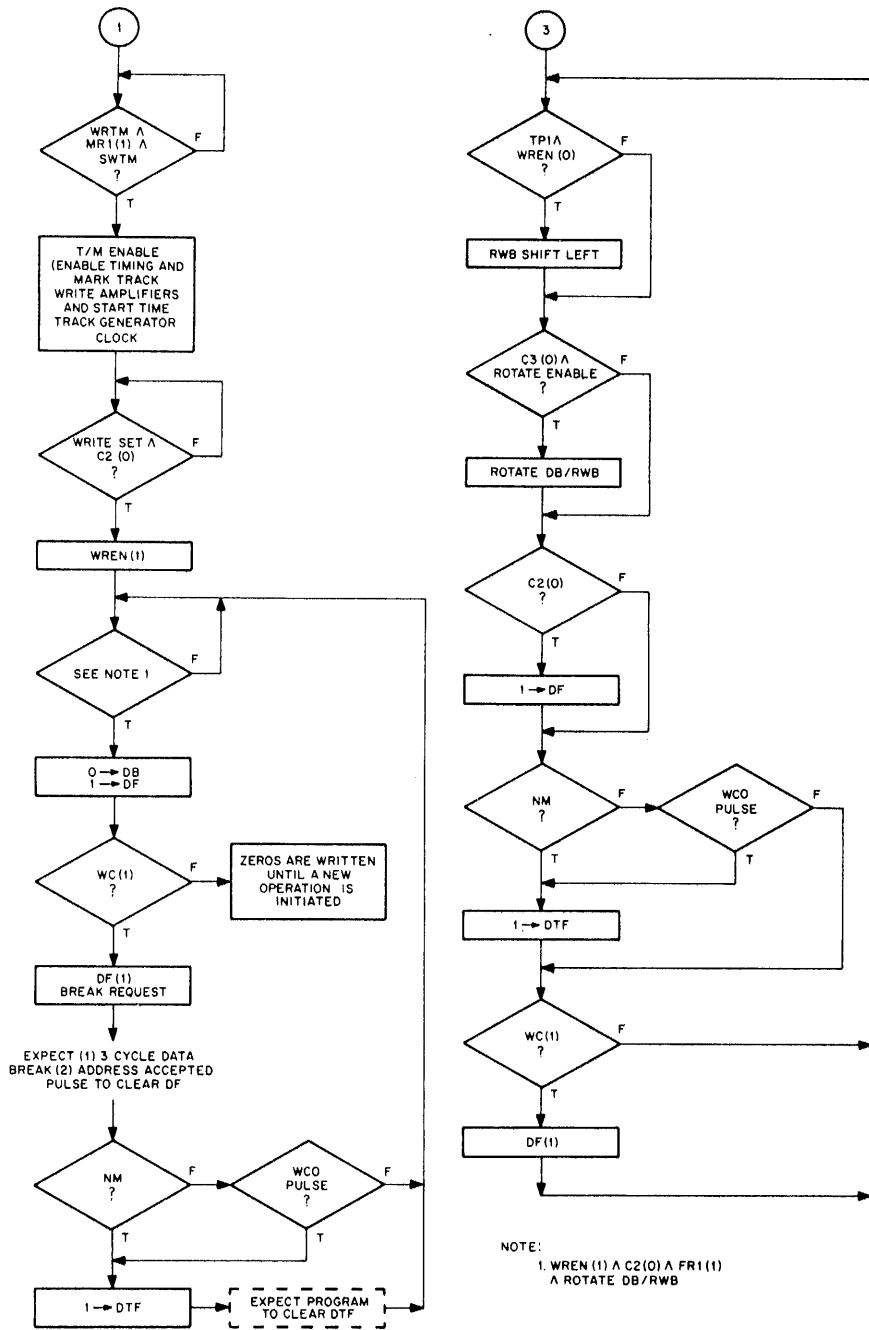 1
WRTM ∧
MR1(1) ∧
SWTM
?
F
T
T/M ENABLE
(ENABLE TIMING AND
MARK TRACK
WRITE AMPLIFIERS
AND START TIME
TRACK GENERATOR
CLOCK
WRITE SET ∧
C2(0)
?
F
T
WREN(1)
SEE NOTE 1
F
T
0→DB
1→DF
WC(1)
?
F
T
ZEROS ARE WRITTEN
UNTIL A NEW
OPERATION IS
INITIATED
DF(1)
BREAK REQUEST
EXPECT (1) 3 CYCLE DATA
BREAK (2) ADDRESS ACCEPTED
PULSE TO CLEAR DF
NM
?
F
T
WCO
PULSE
?
F
T
1→DTF
EXPECT PROGRAM
TO CLEAR DTF
3
TP1∧
WREN(0)
?
F
T
RWB SHIFT LEFT
C3(0)∧
ROTATE ENABLE
?
F
T
ROTATE DB/RWB
C2(0)
?
F
T
1→DF
NM
?
F
T
WCO
PULSE
?
F
T
1→DTF
WC(1)
?
F
T
DF(1)
NOTE:
1. WREN(1) ∧ C2(0) ∧ FR1(1)
∧ ROTATE DB/RWB